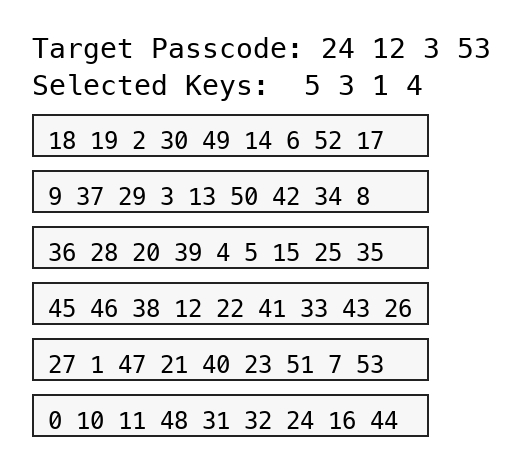 Target Passcode: 24 12 3 53
Selected Keys: 5 3 1 4
18 19 2 30 49 14 6 52 17
9 37 29 3 13 50 42 34 8
36 28 20 39 4 5 15 25 35
45 46 38 12 22 41 33 43 26
27 1 47 21 40 23 51 7 53
0 10 11 48 31 32 24 16 44